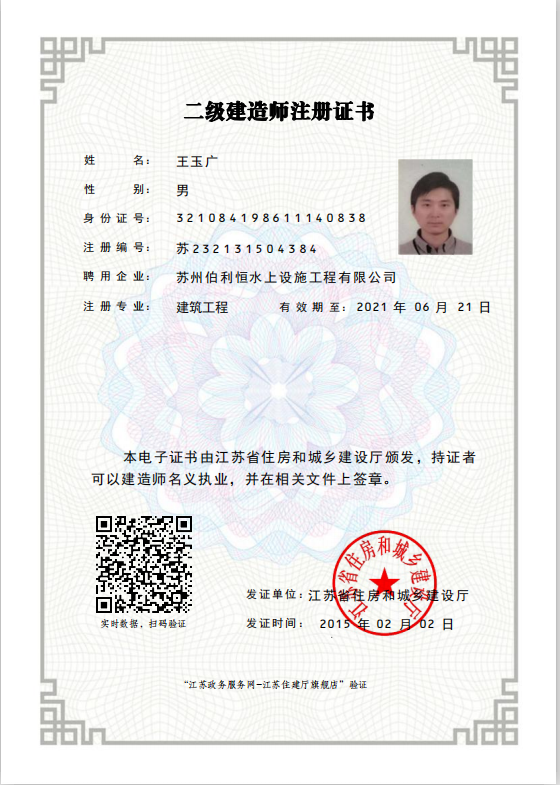 二级建造师注册证书
姓 名： 王玉广
性 别： 男
身份证号： 321084198611140838
注册编号： 苏232131504384
聘用企业： 苏州伯利恒水上设施工程有限公司
注册专业： 建筑工程 有效期至： 2021 年 06 月 21 日
本电子证书由江苏省住房和城乡建设厅颁发，持证者
可以建造师名义执业，并在相关文件上签章。
江苏省住房和城乡建设厅
发证单位： 江苏省住房和城乡建设厅
实时数据，扫码验证
发证时间： 2015 年 02 月 02 日
“江苏政务服务网—江苏住建厅旗舰店”验证